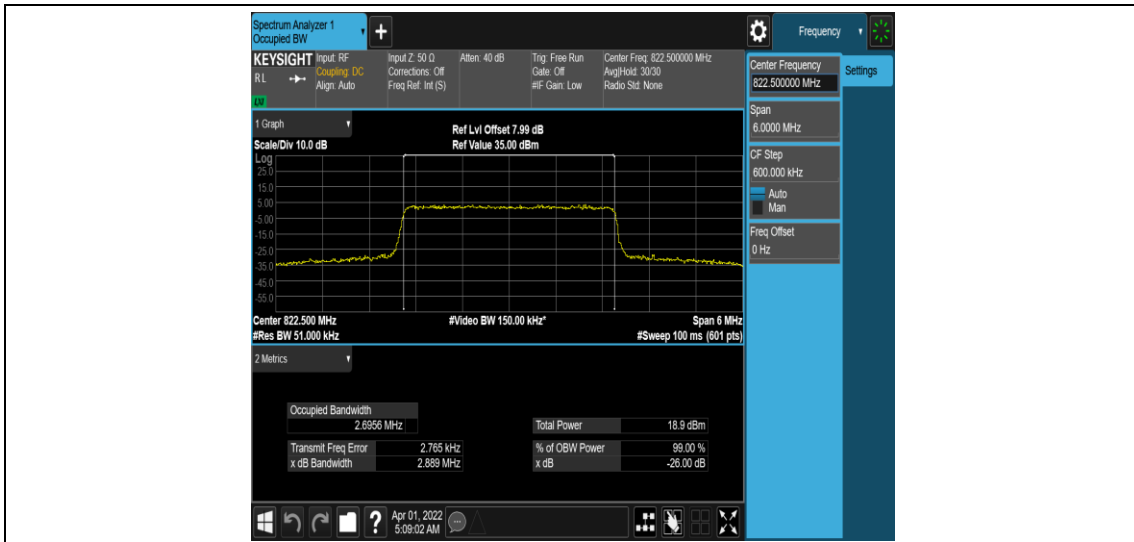 Spectrum Analyzer 1
Occupied BW
+
Frequency
KEYSIGHT
RL
LXI
Input: RF
Coupling: DC
Align: Auto
Input Z: 50 Ω
Corrections: Off
Freq Ref: Int (S)
Atten: 40 dB
Trig: Free Run
Gate: Off
#IF Gain: Low
Center Freq: 822.500000 MHz
Avg|Hold: 30/30
Radio Std: None
Center Frequency
822.500000 MHz
Settings
Span
6.0000 MHz
CF Step
600.000 kHz
Auto
Man
Freq Offset
0 Hz
1 Graph
Scale/Div 10.0 dB
Ref Lvl Offset 7.99 dB
Ref Value 35.00 dBm
Log
25.0
15.0
5.00
-5.00
-15.0
-25.0
-35.0
-45.0
-55.0
Center 822.500 MHz
#Video BW 150.00 kHz*
Span 6 MHz
#Res BW 51.000 kHz
#Sweep 100 ms (601 pts)
2 Metrics
Occupied Bandwidth
2.6956 MHz
Total Power 18.9 dBm
Transmit Freq Error 2.765 kHz
% of OBW Power 99.00 %
x dB Bandwidth 2.889 MHz
x dB -26.00 dB
?
Apr 01, 2022
5:09:02 AM